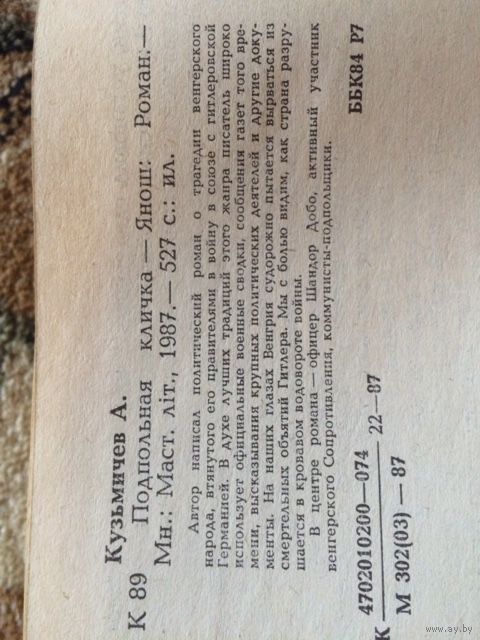 Кузьмичев А.
К 89 Подпольная кличка — Янош: Роман.—
Мн.: Маст. літ., 1987.— 527 с.: ил.
Автор написал политический роман о трагедии венгерского
народа, втянутого его правителями в войну в союзе с гитлеровской
Германией. В духе лучших традиций этого жанра писатель широко
использует официальные военные сводки, сообщения газет того вре-
мени, высказывания крупных политических деятелей и другие доку-
менты. На наших глазах Венгрия судорожно пытается вырваться из
смертельных объятий Гитлера. Мы с болью видим, как страна разру-
шается в кровавом водовороте войны.
В центре романа — офицер Шандор Добо, активный участник
венгерского Сопротивления, коммунисты-подпольщики.
К 4702010200—074 22—87
М 302(03) — 87
ББК84 Р7
www.ay.by